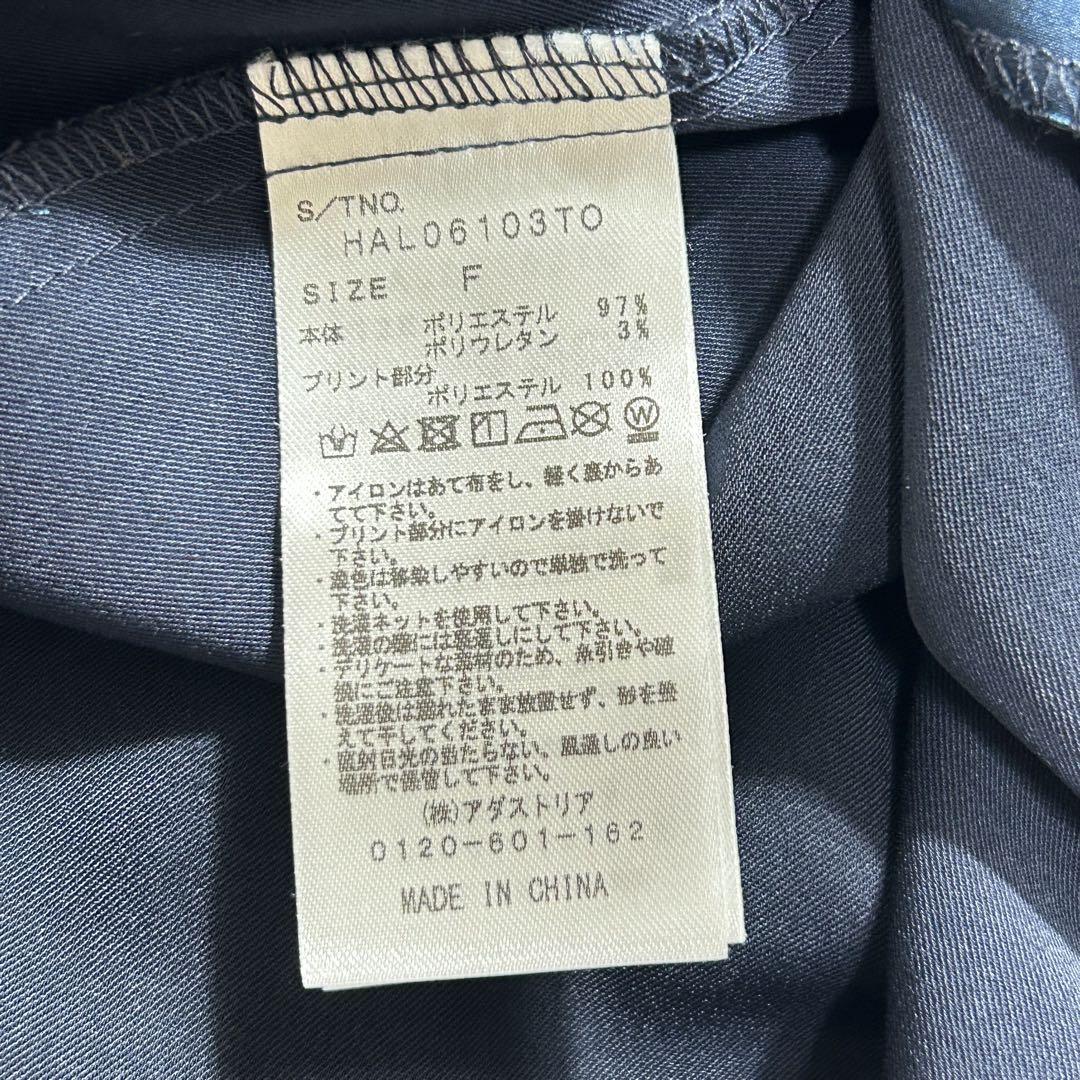 S/TNO.
HAL06103TO
SIZE F
本体 ポリエステル 97%
ポリウレタン 3%
プリント部分
ポリエステル 100%
W
・アイロンはあて布をし、軽く裏からあ
てて下さい。
・プリント部分にアイロンを掛けないで
下さい。
・濃色は移染しやすいので単独で洗って
下さい。
・洗濯ネットを使用して下さい。
・洗濯の際には裏返しにして下さい。
・デリケートな素材のため、糸引きや破
損にご注意下さい。
・洗濯後は濡れたまま放置せず、形を整
えて干してください。
・直射日光の当たらない、風通しの良い
場所で保管して下さい。
(株)アダストリア
0120-601-162
MADE IN CHINA